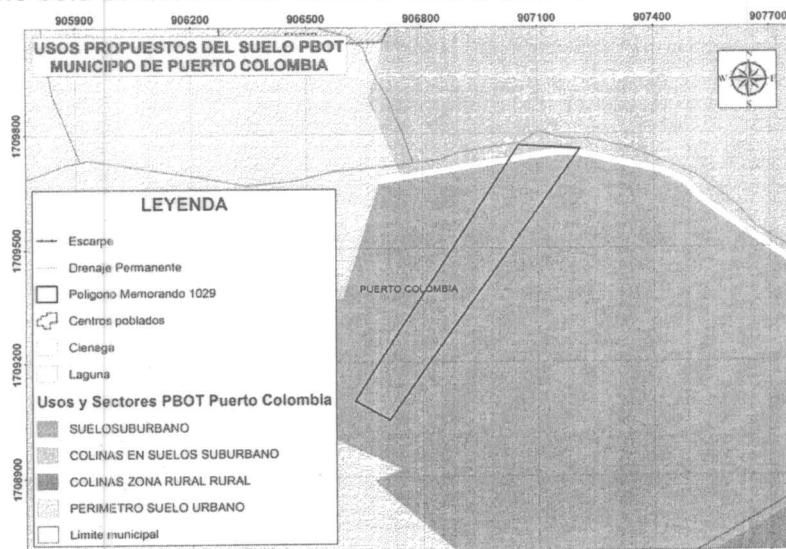 905900 906200 906500 906800 907100 907400 907700
USOS PROPUESTOS DEL SUELO PBOT
MUNICIPIO DE PUERTO COLOMBIA
N
W E
S
1709800
1709500
1709200
1708900
PUERTO COLOMBIA
LEYENDA
Escarpe
Drenaje Permanente
Poligono Memorando 1029
Centros poblados
Cienega
Laguna
Usos y Sectores PBOT Puerto Colombia
SUELOSUBURBANO
COLINAS EN SUELOS SUBURBANO
COLINAS ZONA RURAL RURAL
PERIMETRO SUELO URBANO
Limite municipal